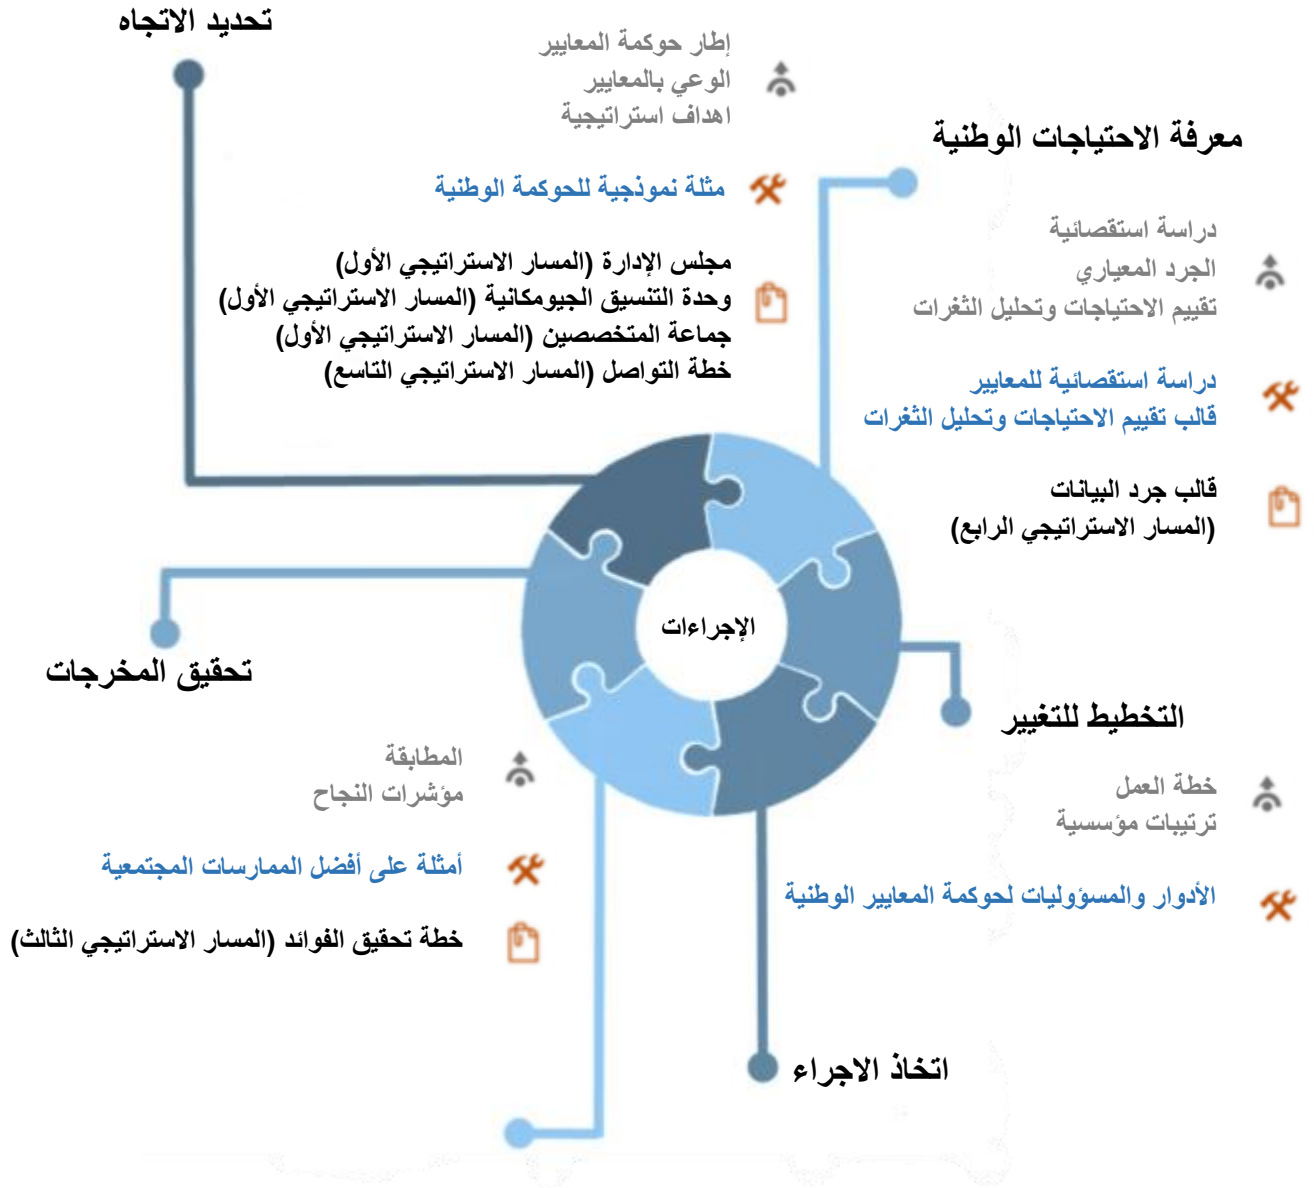 تحديد الاتجاه
إطار حوكمة المعايير
الوعي بالمعايير
اهداف استراتيجية
مثلة نموذجية للحوكمة الوطنية
مجلس الإدارة (المسار الاستراتيجي الأول)
وحدة التنسيق الجيومكانية (المسار الاستراتيجي الأول)
جماعة المتخصصين (المسار الاستراتيجي الأول)
خطة التواصل (المسار الاستراتيجي التاسع)
معرفة الاحتياجات الوطنية
دراسة استقصائية
الجرد المعياري
تقييم الاحتياجات وتحليل الثغرات
دراسة استقصائية للمعايير
قالب تقييم الاحتياجات وتحليل الثغرات
قالب جرد البيانات
(المسار الاستراتيجي الرابع)
الإجراءات
التخطيط للتغيير
خطة العمل
ترتيبات مؤسسية
الأدوار والمسؤوليات لحوكمة المعايير الوطنية
اتخاذ الاجراء
تحقيق المخرجات
المطابقة
مؤشرات النجاح
أمثلة على أفضل الممارسات المجتمعية
خطة تحقيق الفوائد (المسار الاستراتيجي الثالث)